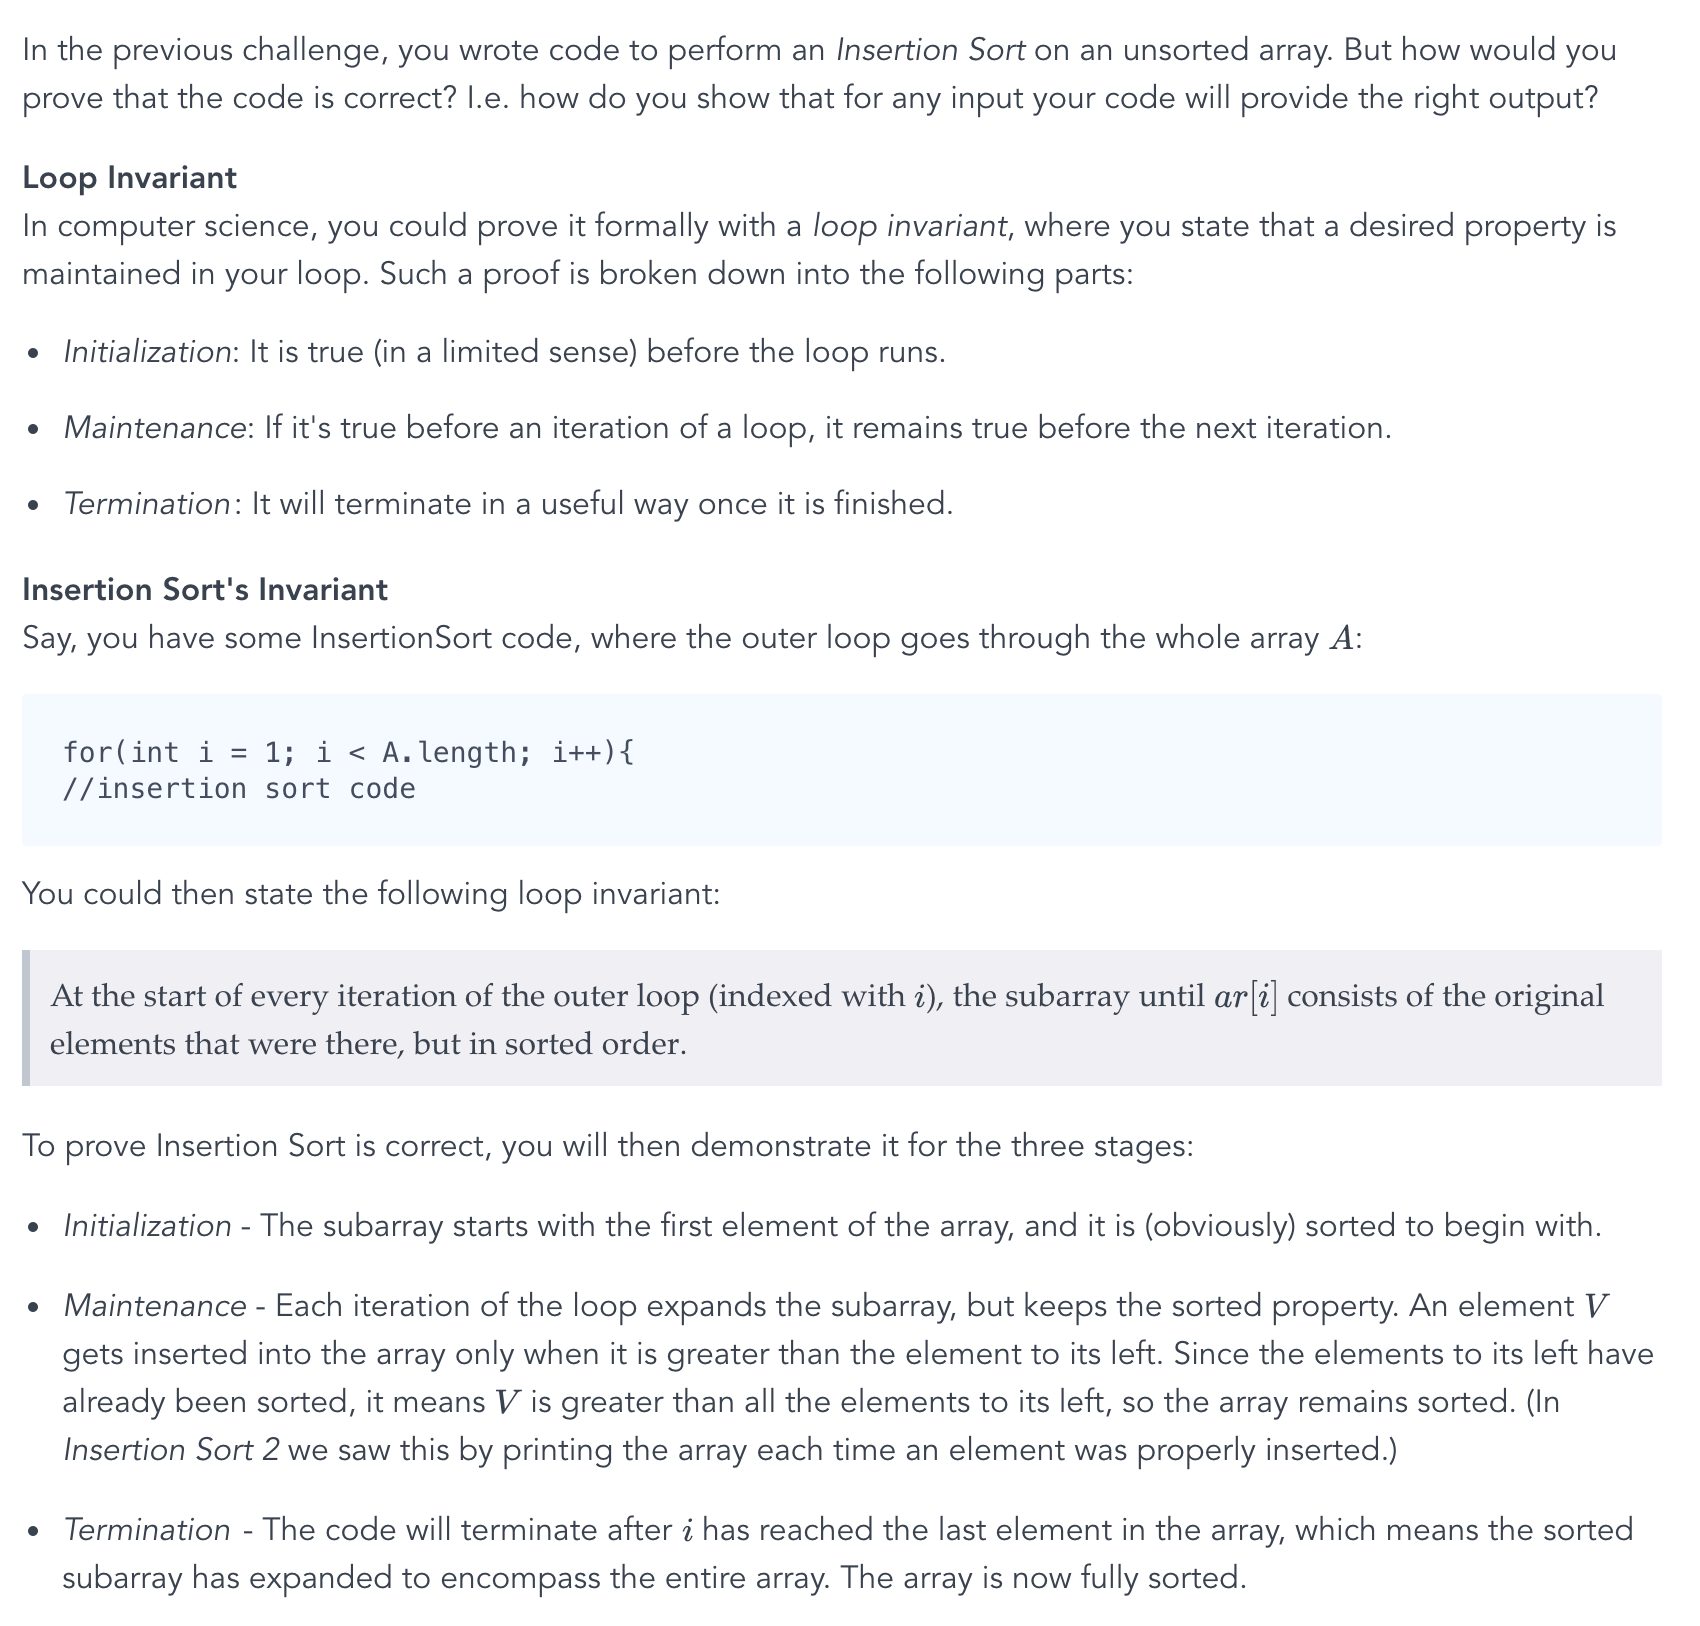 In the previous challenge, you wrote code to perform an Insertion Sort on an unsorted array. But how would you
prove that the code is correct? I.e. how do you show that for any input your code will provide the right output?
Loop Invariant
In computer science, you could prove it formally with a loop invariant, where you state that a desired property is
maintained in your loop. Such a proof is broken down into the following parts:
• Initialization: It is true (in a limited sense) before the loop runs.
• Maintenance: If it's true before an iteration of a loop, it remains true before the next iteration.
• Termination: It will terminate in a useful way once it is finished.
Insertion Sort's Invariant
Say, you have some InsertionSort code, where the outer loop goes through the whole array A:
for(int i = 1; i < A.length; i++){
//insertion sort code
You could then state the following loop invariant:
At the start of every iteration of the outer loop (indexed with i), the subarray until ar[i] consists of the original
elements that were there, but in sorted order.
To prove Insertion Sort is correct, you will then demonstrate it for the three stages:
• Initialization - The subarray starts with the first element of the array, and it is (obviously) sorted to begin with.
• Maintenance - Each iteration of the loop expands the subarray, but keeps the sorted property. An element V
gets inserted into the array only when it is greater than the element to its left. Since the elements to its left have
already been sorted, it means V is greater than all the elements to its left, so the array remains sorted. (In
Insertion Sort 2 we saw this by printing the array each time an element was properly inserted.)
• Termination - The code will terminate after i has reached the last element in the array, which means the sorted
subarray has expanded to encompass the entire array. The array is now fully sorted.